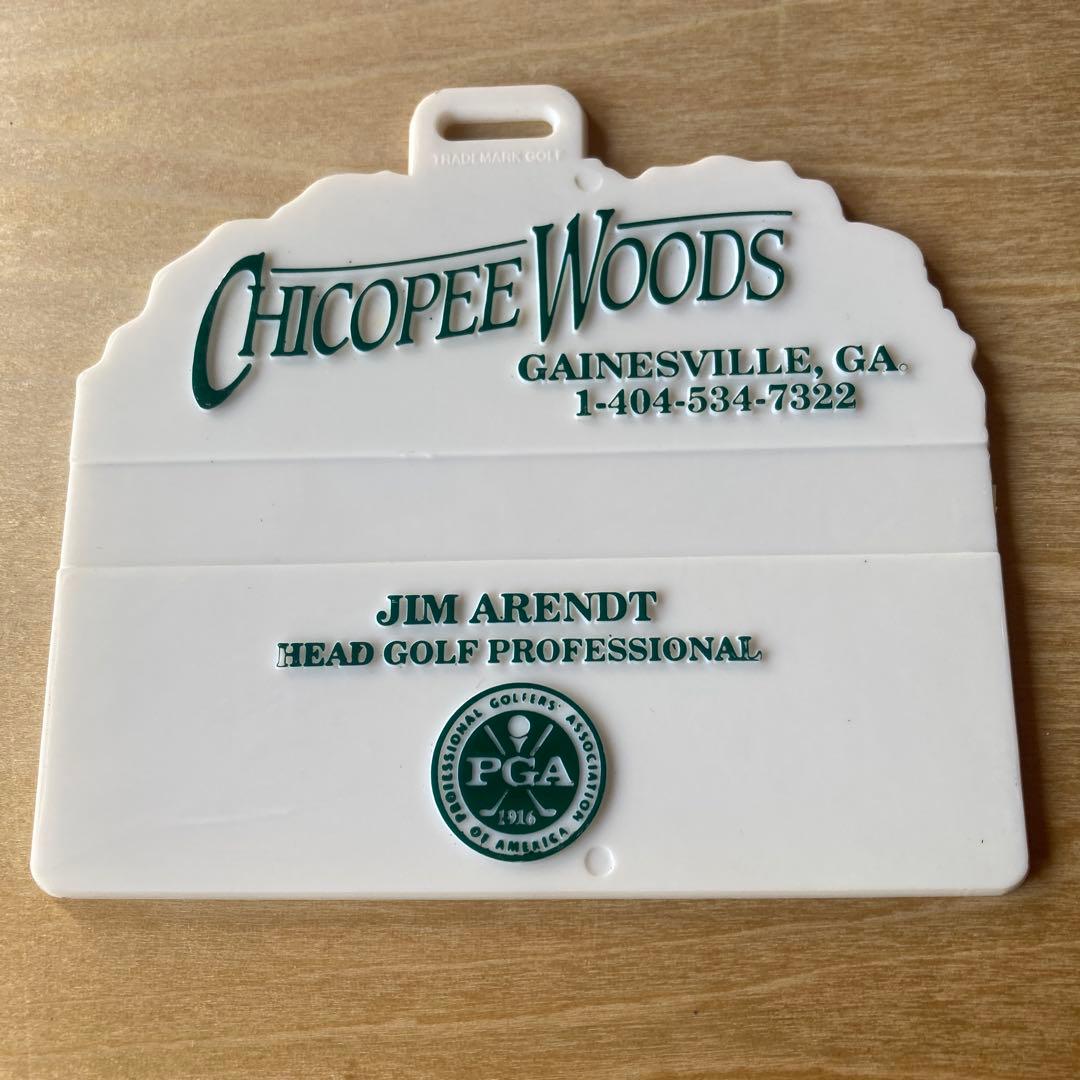 TRADEMARK GOLF
CHICOPEE WOODS
GAINESVILLE, GA.
1-404-534-7322
JIM ARENDT
HEAD GOLF PROFESSIONAL
PROFESSIONAL GOLFERS' ASSOCIATION OF AMERICA
PGA
1916